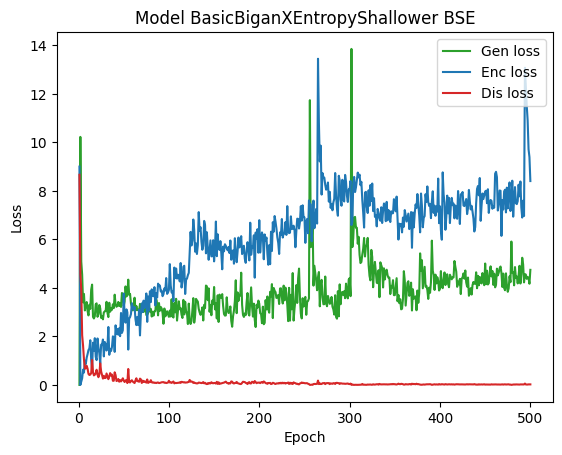 Model BasicBiganXEntropyShallower BSE
Gen loss
Enc loss
Dis loss
Loss
14
12
10
8
6
4
2
0
0 100 200 300 400 500
Epoch